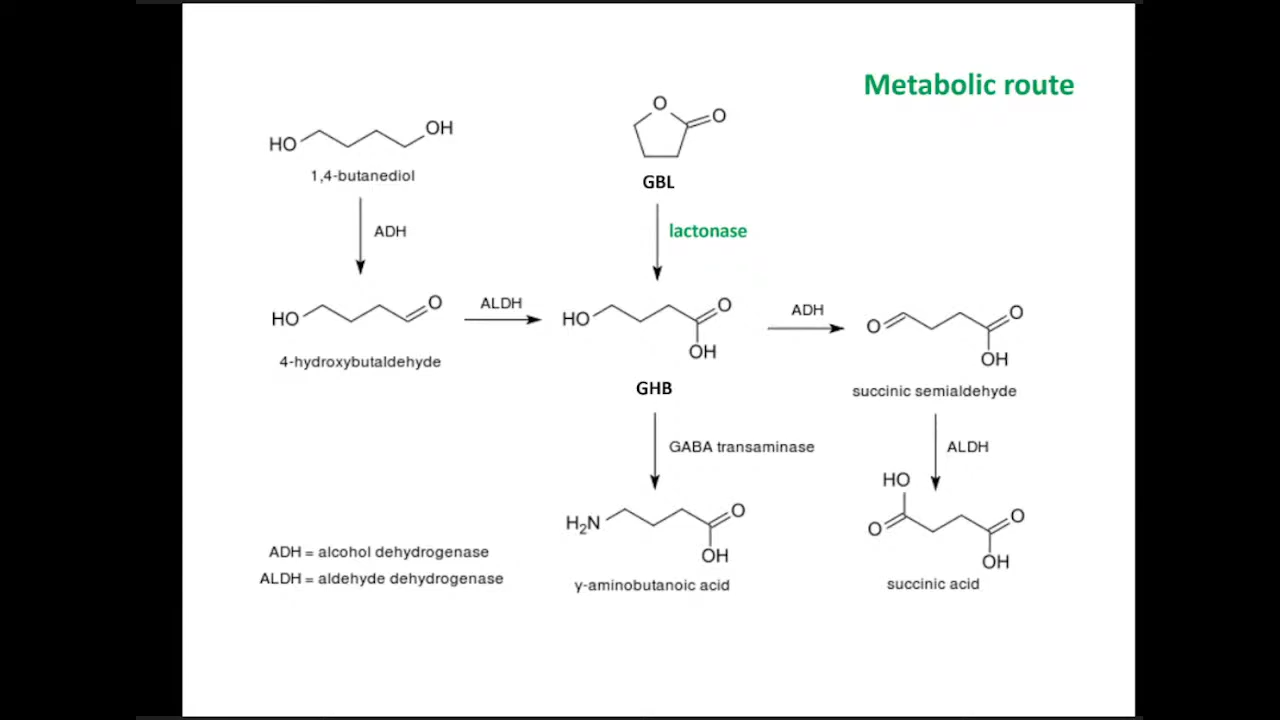 Metabolic route
HO
OH
1,4-butanediol
O
O
GBL
ADH
lactonase
HO
O
4-hydroxybutaldehyde
ALDH
HO
O
OH
GHB
ADH
O
O
OH
succinic semialdehyde
GABA transaminase
ALDH
H2N
O
OH
γ-aminobutanoic acid
HO
O
O
OH
succinic acid
ADH = alcohol dehydrogenase
ALDH = aldehyde dehydrogenase